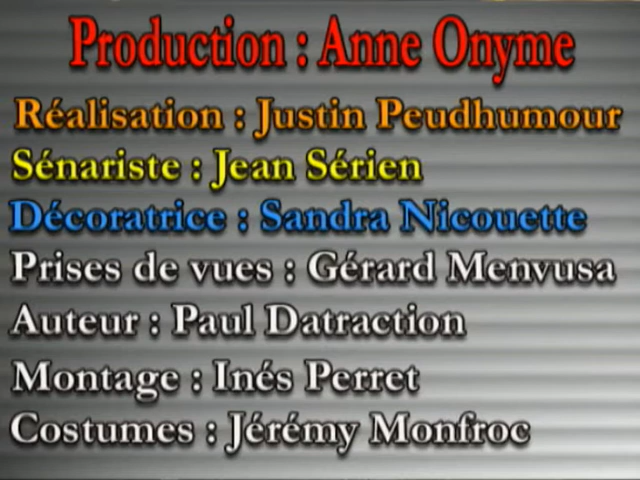 Production : Anne Onyme
Réalisation : Justin Peudhumour
Sénariste : Jean Sérien
Décoratrice : Sandra Nicouette
Prises de vues : Gérard Menvusa
Auteur : Paul Datraction
Montage : Inés Perret
Costumes : Jérémy Monfroc